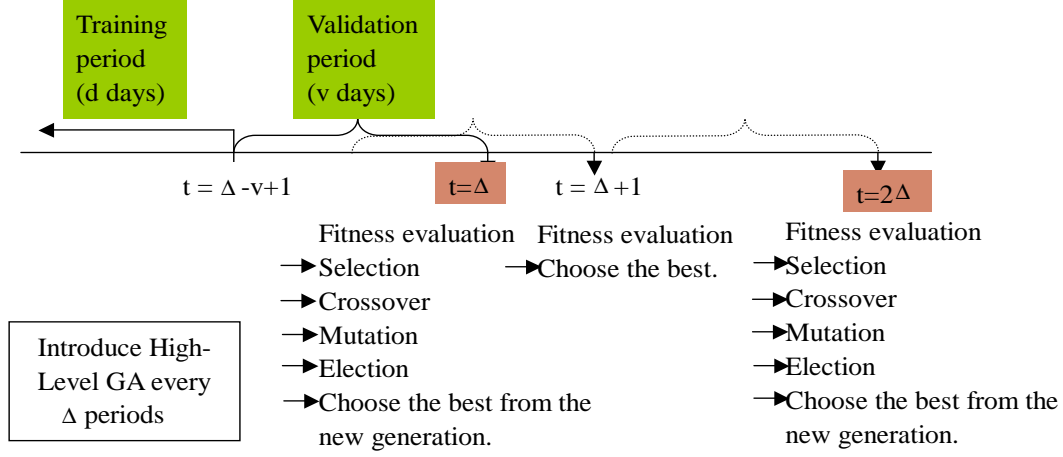 Training
period
(d days)
Validation
period
(v days)
t = Δ -v+1
t=Δ
t = Δ +1
t=2Δ
Fitness evaluation
Selection
Crossover
Mutation
Election
Choose the best from the
new generation.
Fitness evaluation
Choose the best.
Fitness evaluation
Selection
Crossover
Mutation
Election
Choose the best from the
new generation.
Introduce High-
Level GA every
Δ periods